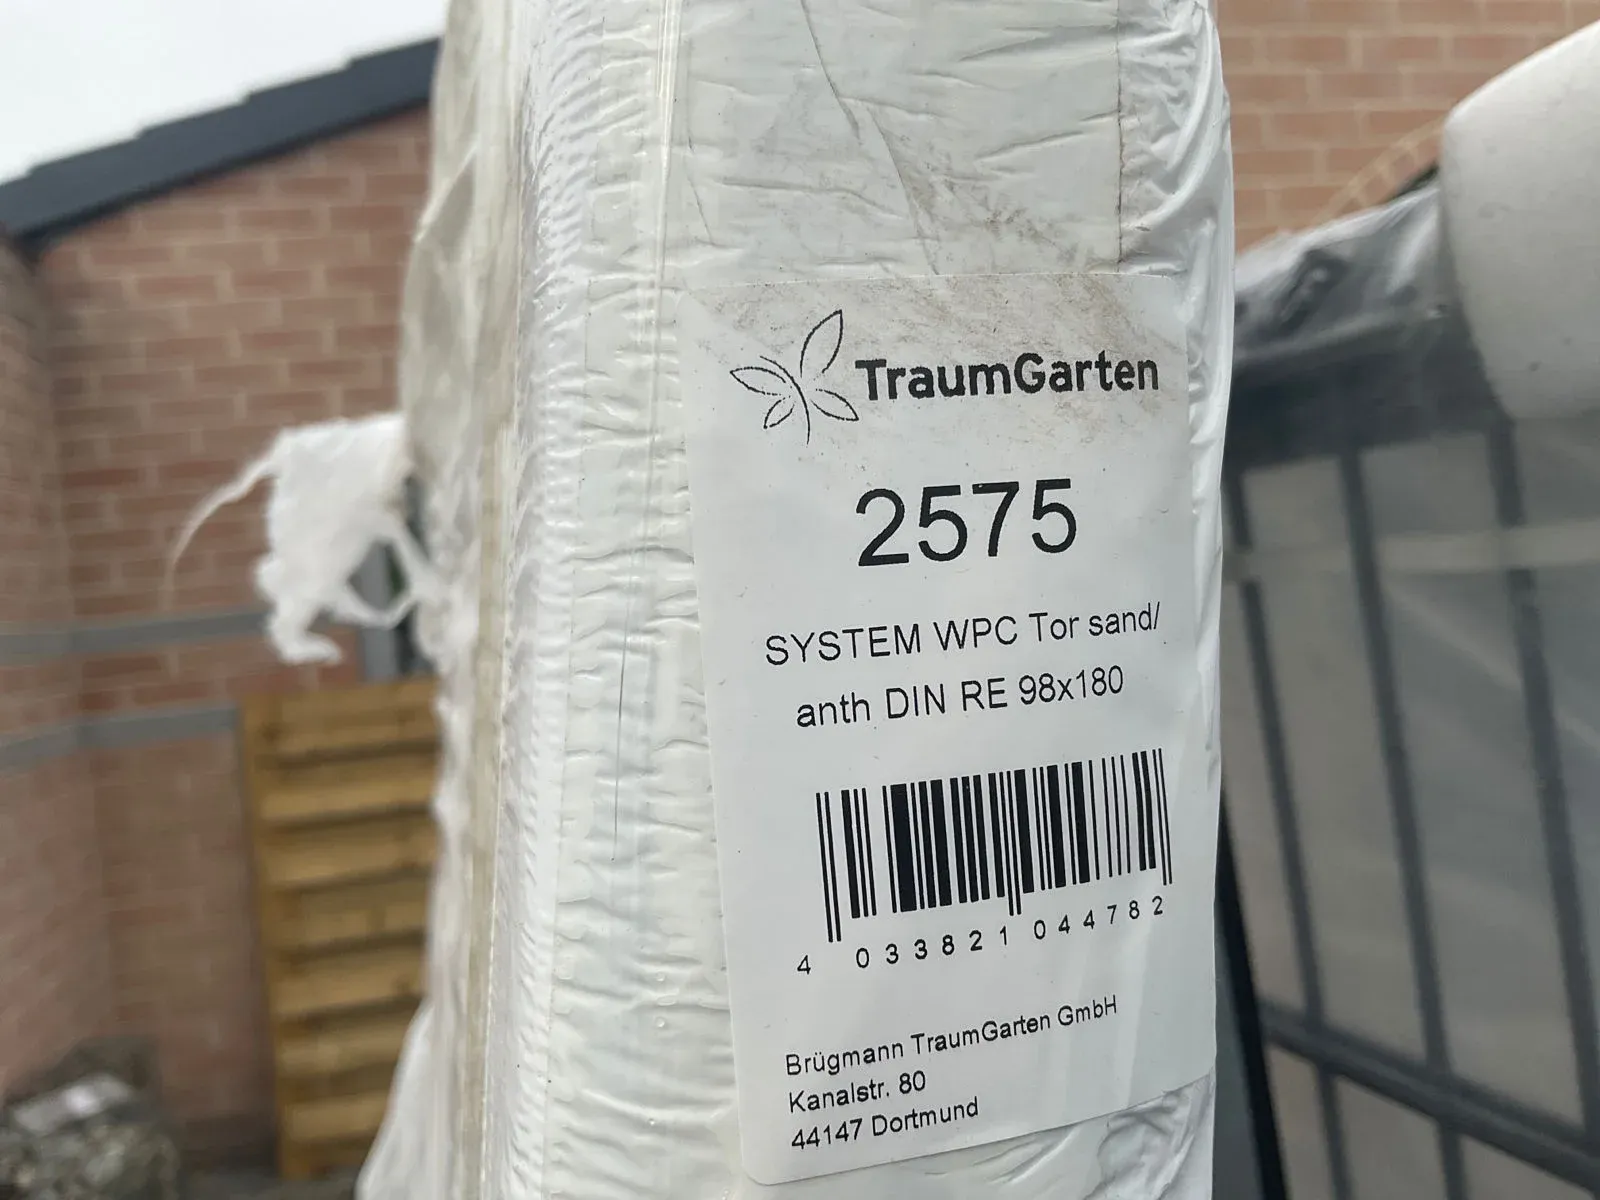 TraumGarten
2575
SYSTEM WPC Tor sand/
anth DIN RE 98x180
4 033821 044782
Brügmann TraumGarten GmbH
Kanalstr. 80
44147 Dortmund